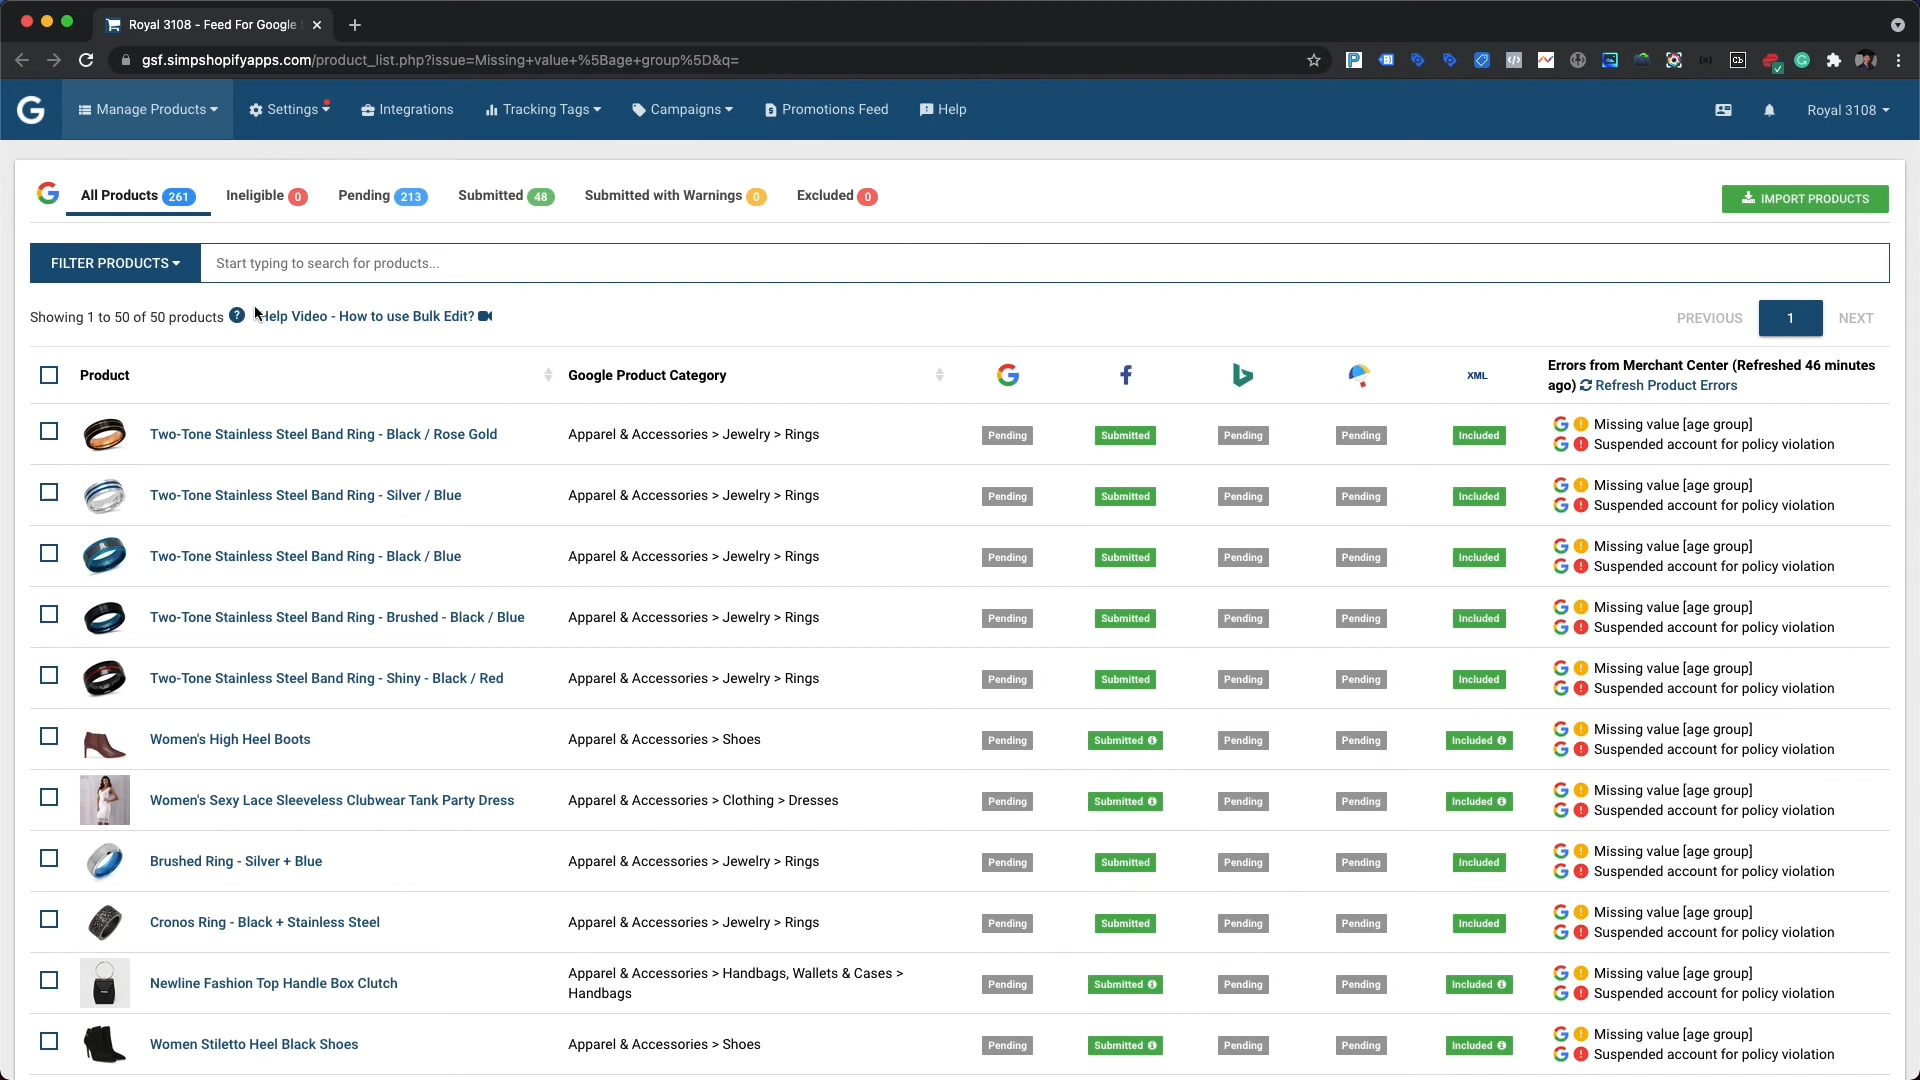 Royal 3108 - Feed For Google
gsf.simpshopifyapps.com/product_list.php?issue=Missing+value+%5Bage+group%5D&q=
Manage Products
Settings
Integrations
Tracking Tags
Campaigns
Promotions Feed
Help
Royal 3108
All Products 261
Ineligible 0
Pending 213
Submitted 48
Submitted with Warnings 0
Excluded 0
IMPORT PRODUCTS
FILTER PRODUCTS
Start typing to search for products...
Showing 1 to 50 of 50 products ?
Help Video - How to use Bulk Edit?
PREVIOUS 1 NEXT
Product
Google Product Category
XML
Errors from Merchant Center (Refreshed 46 minutes
ago) Refresh Product Errors
Two-Tone Stainless Steel Band Ring - Black / Rose Gold
Apparel & Accessories > Jewelry > Rings
Pending Submitted Pending Pending Included
Missing value [age group]
Suspended account for policy violation
Two-Tone Stainless Steel Band Ring - Silver / Blue
Apparel & Accessories > Jewelry > Rings
Pending Submitted Pending Pending Included
Missing value [age group]
Suspended account for policy violation
Two-Tone Stainless Steel Band Ring - Black / Blue
Apparel & Accessories > Jewelry > Rings
Pending Submitted Pending Pending Included
Missing value [age group]
Suspended account for policy violation
Two-Tone Stainless Steel Band Ring - Brushed - Black / Blue
Apparel & Accessories > Jewelry > Rings
Pending Submitted Pending Pending Included
Missing value [age group]
Suspended account for policy violation
Two-Tone Stainless Steel Band Ring - Shiny - Black / Red
Apparel & Accessories > Jewelry > Rings
Pending Submitted Pending Pending Included
Missing value [age group]
Suspended account for policy violation
Women's High Heel Boots
Apparel & Accessories > Shoes
Pending Submitted Pending Pending Included
Missing value [age group]
Suspended account for policy violation
Women's Sexy Lace Sleeveless Clubwear Tank Party Dress
Apparel & Accessories > Clothing > Dresses
Pending Submitted Pending Pending Included
Missing value [age group]
Suspended account for policy violation
Brushed Ring - Silver + Blue
Apparel & Accessories > Jewelry > Rings
Pending Submitted Pending Pending Included
Missing value [age group]
Suspended account for policy violation
Cronos Ring - Black + Stainless Steel
Apparel & Accessories > Jewelry > Rings
Pending Submitted Pending Pending Included
Missing value [age group]
Suspended account for policy violation
Newline Fashion Top Handle Box Clutch
Apparel & Accessories > Handbags, Wallets & Cases >
Handbags
Pending Submitted Pending Pending Included
Missing value [age group]
Suspended account for policy violation
Women Stiletto Heel Black Shoes
Apparel & Accessories > Shoes
Pending Submitted Pending Pending Included
Missing value [age group]
Suspended account for policy violation